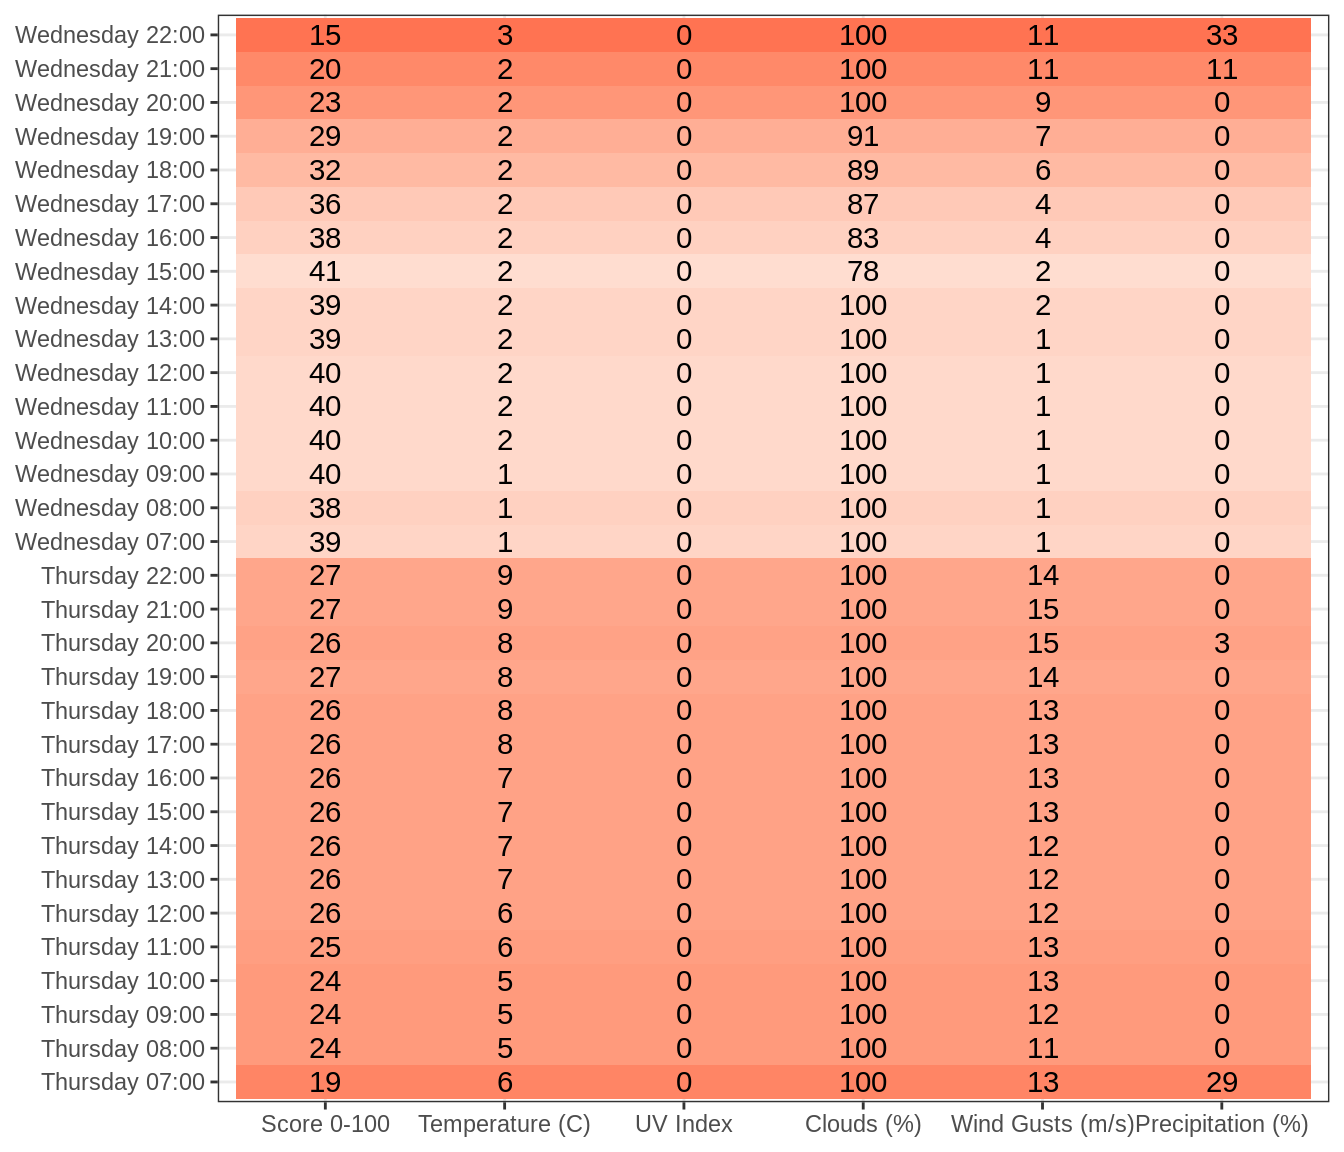 Wednesday 22:00 15 3 0 100 11 33
Wednesday 21:00 20 2 0 100 11 11
Wednesday 20:00 23 2 0 100 9 0
Wednesday 19:00 29 2 0 91 7 0
Wednesday 18:00 32 2 0 89 6 0
Wednesday 17:00 36 2 0 87 4 0
Wednesday 16:00 38 2 0 83 4 0
Wednesday 15:00 41 2 0 78 2 0
Wednesday 14:00 39 2 0 100 2 0
Wednesday 13:00 39 2 0 100 1 0
Wednesday 12:00 40 2 0 100 1 0
Wednesday 11:00 40 2 0 100 1 0
Wednesday 10:00 40 2 0 100 1 0
Wednesday 09:00 40 1 0 100 1 0
Wednesday 08:00 38 1 0 100 1 0
Wednesday 07:00 39 1 0 100 1 0
Thursday 22:00 27 9 0 100 14 0
Thursday 21:00 27 9 0 100 15 0
Thursday 20:00 26 8 0 100 15 3
Thursday 19:00 27 8 0 100 14 0
Thursday 18:00 26 8 0 100 13 0
Thursday 17:00 26 8 0 100 13 0
Thursday 16:00 26 7 0 100 13 0
Thursday 15:00 26 7 0 100 13 0
Thursday 14:00 26 7 0 100 12 0
Thursday 13:00 26 7 0 100 12 0
Thursday 12:00 26 6 0 100 12 0
Thursday 11:00 25 6 0 100 13 0
Thursday 10:00 24 5 0 100 13 0
Thursday 09:00 24 5 0 100 12 0
Thursday 08:00 24 5 0 100 11 0
Thursday 07:00 19 6 0 100 13 29
Score 0-100 Temperature (C) UV Index Clouds (%) Wind Gusts (m/s) Precipitation (%)